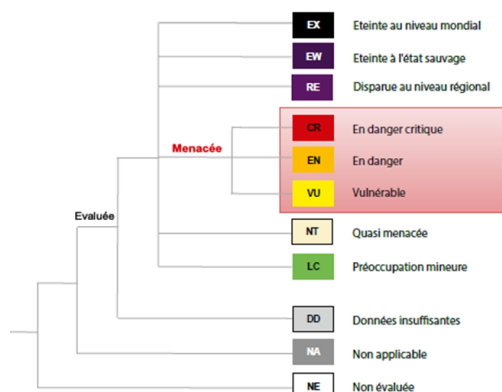 EX Eteinte au niveau mondial
EW Eteinte à l'état sauvage
RE Disparue au niveau régional
CR En danger critique
Menacée
EN En danger
VU Vulnérable
Evaluée
NT Quasi menacée
LC Préoccupation mineure
DD Données insuffisantes
NA Non applicable
NE Non évaluée